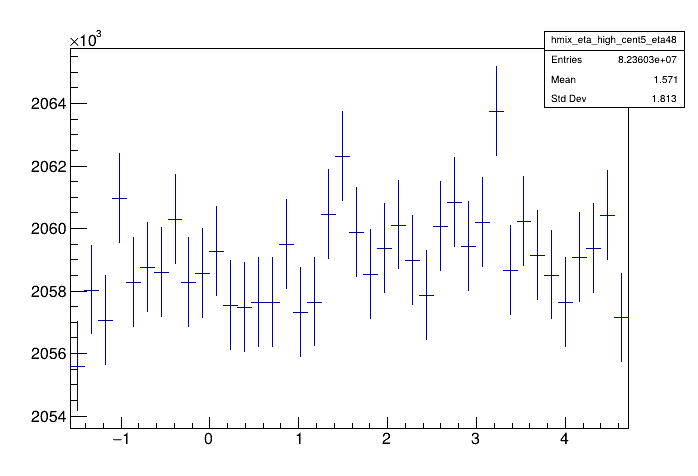 ×10³
hmix_eta_high_cent5_eta48
Entries 8.23603e+07
Mean 1.571
Std Dev 1.813
2064
2062
2060
2058
2056
2054
−1 0 1 2 3 4